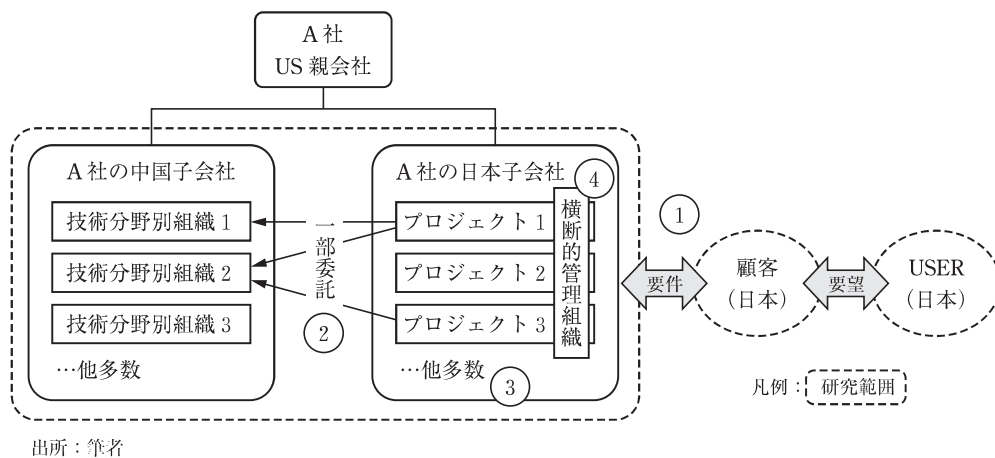 A 社
US 親会社
A 社の中国子会社
技術分野別組織 1
技術分野別組織 2
技術分野別組織 3
…他多数
一部委託
②
A 社の日本子会社
④
プロジェクト 1
プロジェクト 2
プロジェクト 3
横断的管理組織
…他多数
③
①
要件
顧客
（日本）
要望
USER
（日本）
凡例：研究範囲
出所：筆者